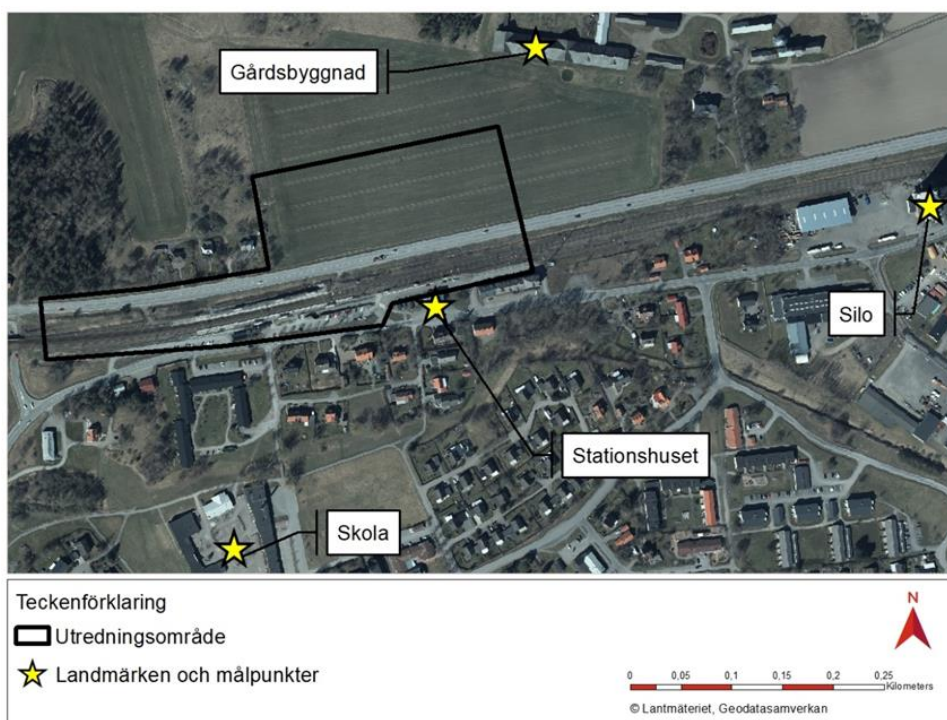 Gårdsbyggnad
Silo
Stationshuset
Skola
Teckenförklaring
Utredningsområde
Landmärken och målpunkter
N
0 0,05 0,1 0,15 0,2 0,25
Kilometers
© Lantmäteriet, Geodatasamverkan